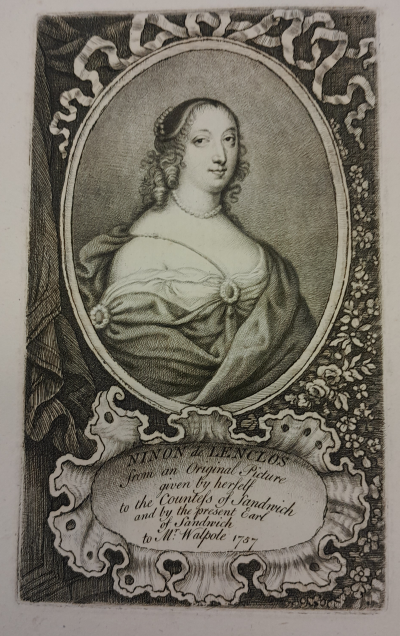 NINON de LENCLOS
from an Original Picture
given by herſelf
to the Counteſs of Sandwich
and by the present Earl
of Sandwich
to Mr. Walpole 1757